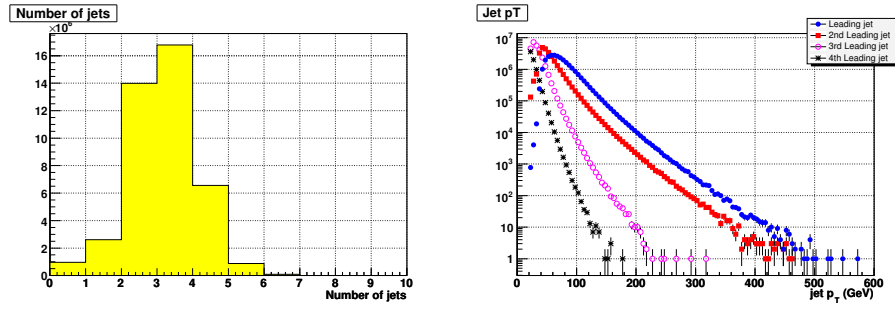 Number of jets
×10⁶
16
14
12
10
8
6
4
2
0
0 1 2 3 4 5 6 7 8 9 10
Number of jets
Jet pT
Leading jet
2nd Leading jet
3rd Leading jet
4th Leading jet
10⁷
10⁶
10⁵
10⁴
10³
10²
10
1
0 100 200 300 400 500 600
jet p_T (GeV)